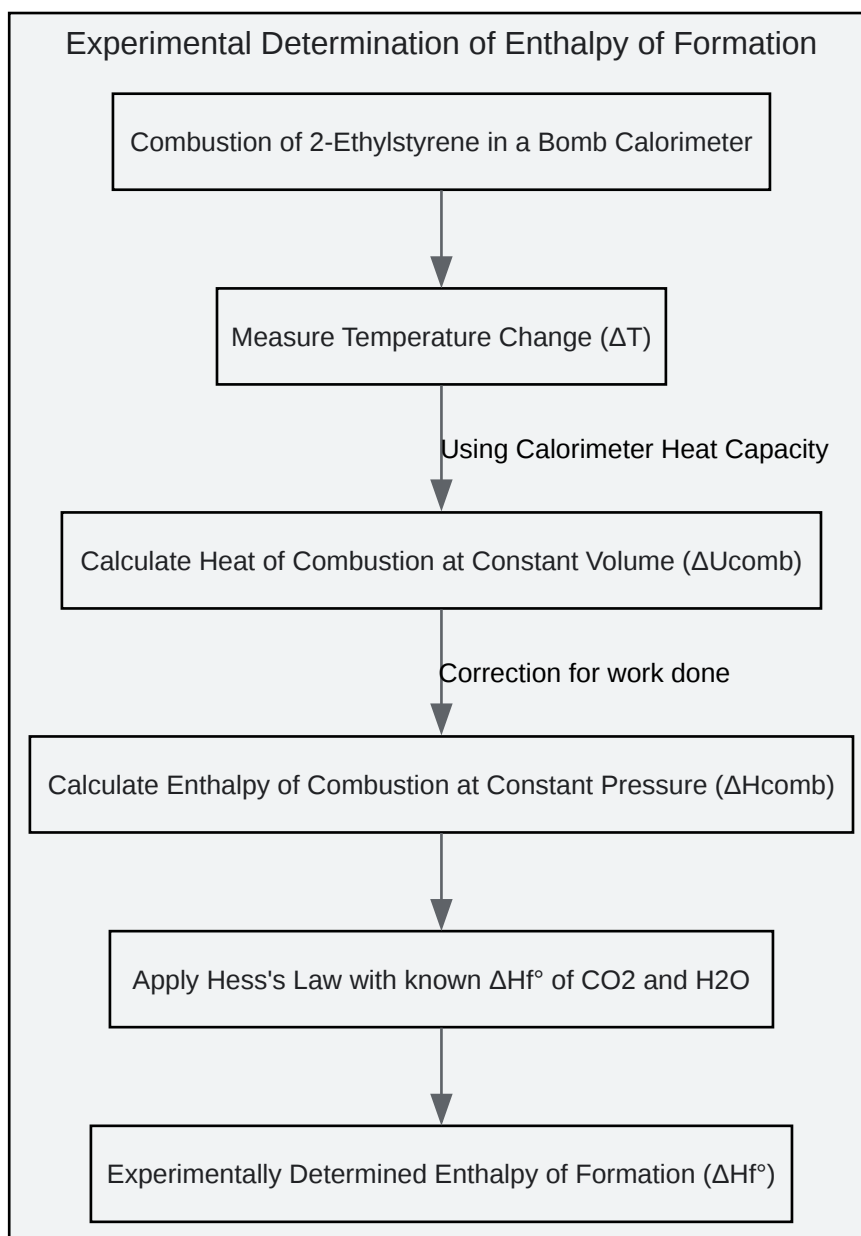 Experimental Determination of Enthalpy of Formation
Combustion of 2-Ethylstyrene in a Bomb Calorimeter
Measure Temperature Change (ΔT)
Using Calorimeter Heat Capacity
Calculate Heat of Combustion at Constant Volume (ΔUcomb)
Correction for work done
Calculate Enthalpy of Combustion at Constant Pressure (ΔHcomb)
Apply Hess's Law with known ΔHf° of CO2 and H2O
Experimentally Determined Enthalpy of Formation (ΔHf°)